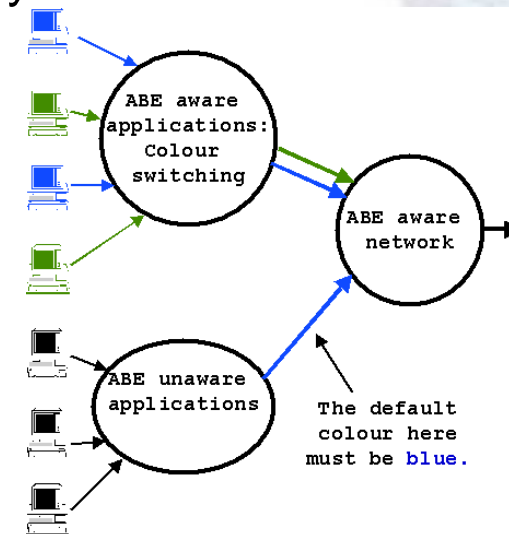 ABE aware
applications:
Colour
switching
ABE aware
network
ABE unaware
applications
The default
colour here
must be blue.